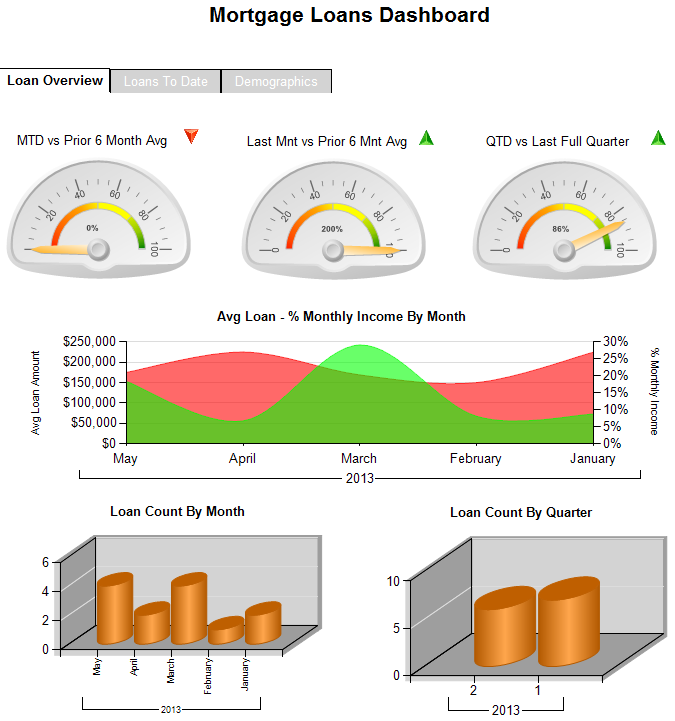 Mortgage Loans Dashboard
Loan Overview Loans To Date Demographics
MTD vs Prior 6 Month Avg Last Mnt vs Prior 6 Mnt Avg QTD vs Last Full Quarter
0 20 40 60 80 100 0%
0 20 40 60 80 100 200%
0 20 40 60 80 100 86%
Avg Loan - % Monthly Income By Month
Avg Loan Amount
$250,000
$200,000
$150,000
$100,000
$50,000
$0
30%
25%
20%
15%
10%
5%
0%
% Monthly Income
May April March February January
2013
Loan Count By Month
6
4
2
0
May April March February January
2013
Loan Count By Quarter
10
5
0
2 1
2013